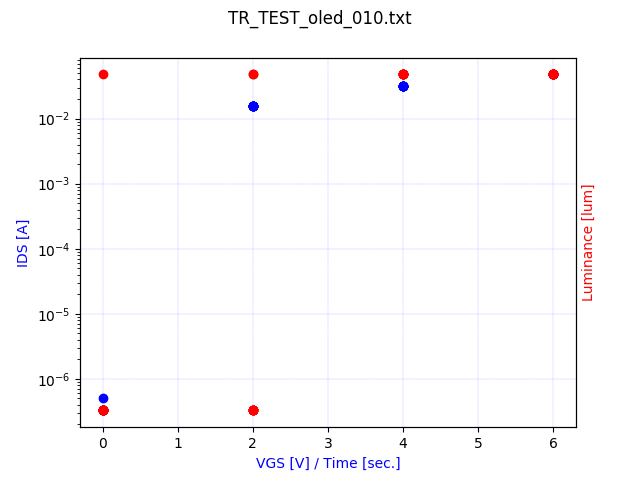 TR_TEST_oled_010.txt
10⁻²
10⁻³
10⁻⁴
10⁻⁵
10⁻⁶
IDS [A]
Luminance [lum]
0 1 2 3 4 5 6
VGS [V] / Time [sec.]